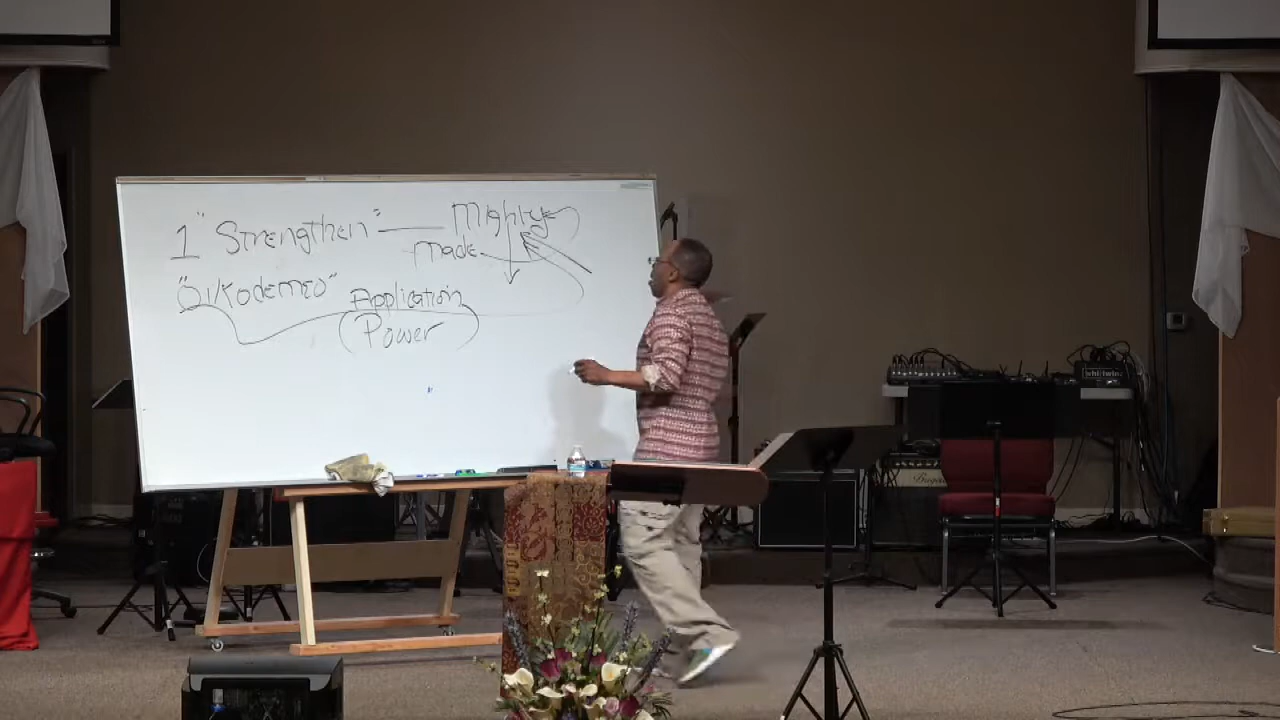 1 "Strengthen" — Mighty
made
"Oikodemeo" Application
(Power)